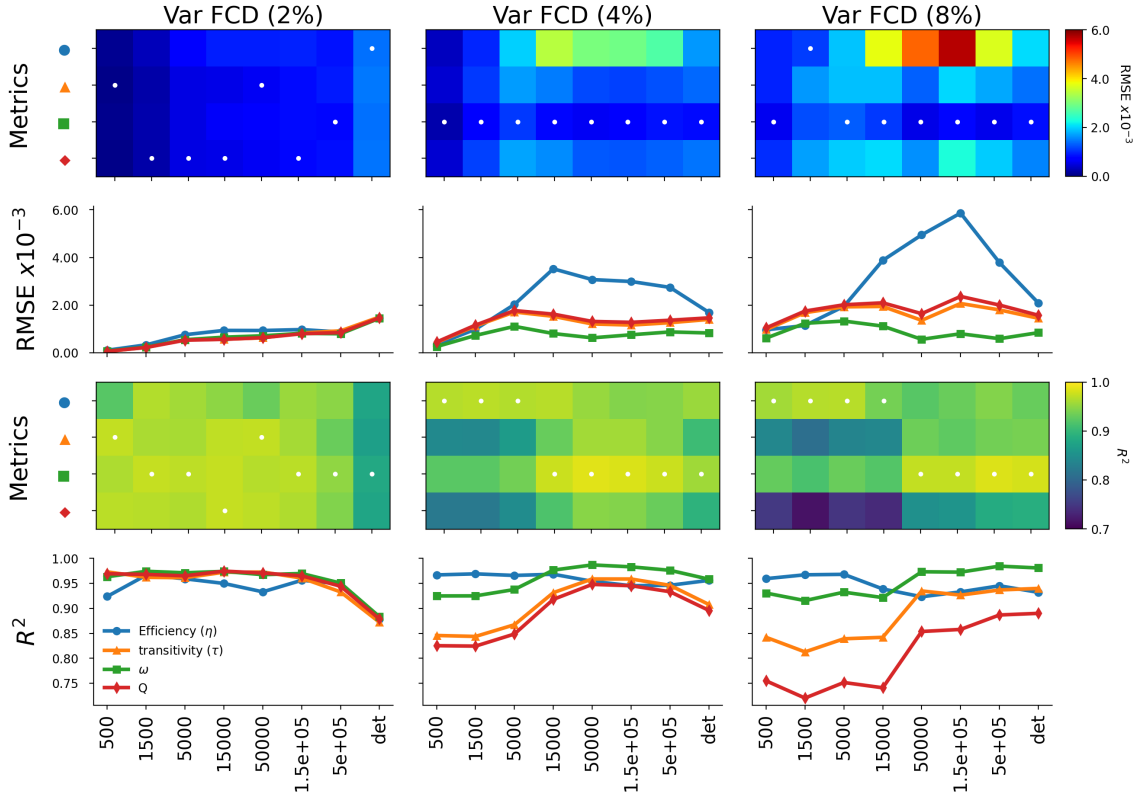 Var FCD (2%)
Var FCD (4%)
Var FCD (8%)
Metrics
6.0
4.0
2.0
0.0
RMSE x10⁻³
RMSE x10⁻³
6.00
4.00
2.00
0.00
Metrics
1.0
0.9
0.8
0.7
R²
R²
1.00
0.95
0.90
0.85
0.80
0.75
Efficiency (η)
transitivity (τ)
ω
Q
500
1500
5000
15000
50000
1.5e+05
5e+05
det
500
1500
5000
15000
50000
1.5e+05
5e+05
det
500
1500
5000
15000
50000
1.5e+05
5e+05
det